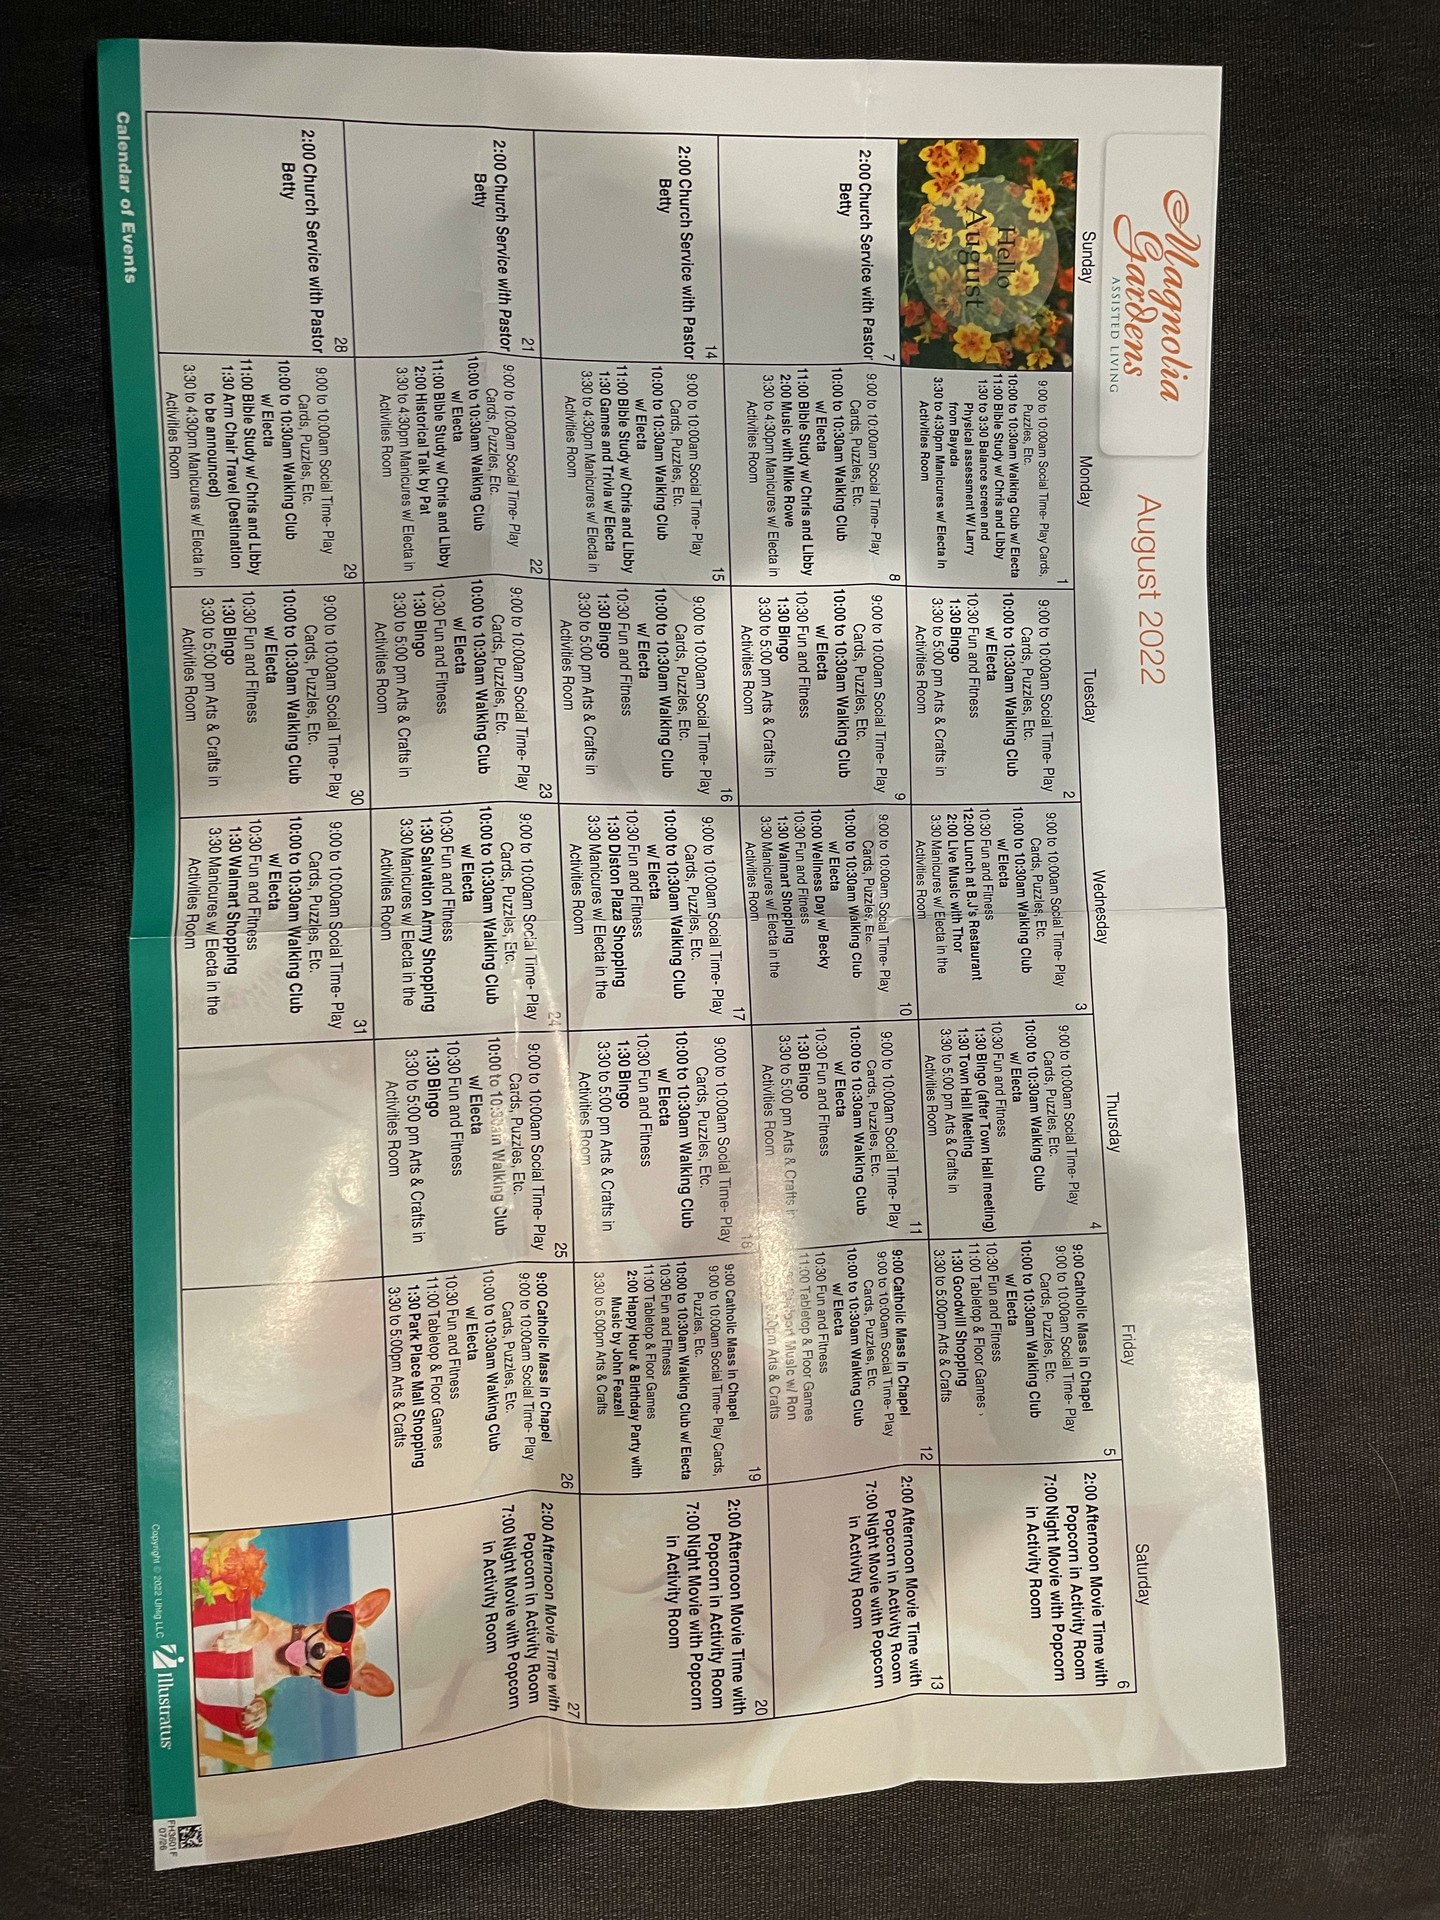 Magnolia
Gardens
ASSISTED LIVING
August 2022
Sunday
Monday
Tuesday
Wednesday
Thursday
Friday
Saturday
Hello
August
1
9:00 to 10:00am Social Time- Play Cards,
Puzzles, Etc.
10:00 to 10:30am Walking Club w/ Electa
11:00 Bible Study w/ Chris and Libby
1:30 to 3:30 Balance screen and
Physical assessment W/Larry
from Bayada
3:30 to 4:30pm Manicures w/ Electa in
Activities Room
2
9:00 to 10:00am Social Time- Play
Cards, Puzzles, Etc.
10:00 to 10:30am Walking Club
w/ Electa
10:30 Fun and Fitness
1:30 Bingo
3:30 to 5:00 pm Arts & Crafts in
Activities Room
3
9:00 to 10:00am Social Time- Play
Cards, Puzzles, Etc.
10:00 to 10:30am Walking Club
w/ Electa
10:30 Fun and Fitness
12:00 Lunch at B.J's Restaurant
2:00 Live Music with Thor
3:30 Manicures w/ Electa in the
Activities Room
4
9:00 to 10:00am Social Time- Play
Cards, Puzzles, Etc.
10:00 to 10:30am Walking Club
w/ Electa
10:30 Fun and Fitness
1:30 Bingo (after Town Hall meeting)
1:30 Town Hall Meeting
3:30 to 5:00 pm Arts & Crafts in
Activities Room
5
9:00 Catholic Mass in Chapel
9:00 to 10:00am Social Time- Play
Cards, Puzzles, Etc.
10:00 to 10:30am Walking Club
w/ Electa
10:30 Fun and Fitness
11:00 Tabletop & Floor Games
1:30 Goodwill Shopping
3:30 to 5:00pm Arts & Crafts
6
2:00 Afternoon Movie Time with
Popcorn in Activity Room
7:00 Night Movie with Popcorn
in Activity Room
7
2:00 Church Service with Pastor
Betty
8
9:00 to 10:00am Social Time- Play
Cards, Puzzles, Etc.
10:00 to 10:30am Walking Club
w/ Electa
11:00 Bible Study w/ Chris and Libby
2:00 Music with Mike Rowe
3:30 to 4:30pm Manicures w/ Electa in
Activities Room
9
9:00 to 10:00am Social Time- Play
Cards, Puzzles, Etc.
10:00 to 10:30am Walking Club
w/ Electa
10:30 Fun and Fitness
1:30 Bingo
3:30 to 5:00 pm Arts & Crafts in
Activities Room
10
9:00 to 10:00am Social Time- Play
Cards, Puzzles, Etc.
10:00 to 10:30am Walking Club
w/ Electa
10:00 Wellness Day w/ Becky
10:30 Fun and Fitness
1:30 Walmart Shopping
3:30 Manicures w/ Electa in the
Activities Room
11
9:00 to 10:00am Social Time- Play
Cards, Puzzles, Etc.
10:00 to 10:30am Walking Club
w/ Electa
10:30 Fun and Fitness
1:30 Bingo
3:30 to 5:00 pm Arts & Crafts in
Activities Room
12
9:00 Catholic Mass in Chapel
9:00 to 10:00am Social Time- Play
Cards, Puzzles, Etc.
10:00 to 10:30am Walking Club
w/ Electa
10:30 Fun and Fitness
11:00 Tabletop & Floor Games
Music w/ Ron
Arts & Crafts
13
2:00 Afternoon Movie Time with
Popcorn in Activity Room
7:00 Night Movie with Popcorn
in Activity Room
14
2:00 Church Service with Pastor
Betty
15
9:00 to 10:00am Social Time- Play
Cards, Puzzles, Etc.
10:00 to 10:30am Walking Club
w/ Electa
11:00 Bible Study w/ Chris and Libby
1:30 Games and Trivia w/ Electa
3:30 to 4:30pm Manicures w/ Electa in
Activities Room
16
9:00 to 10:00am Social Time- Play
Cards, Puzzles, Etc.
10:00 to 10:30am Walking Club
w/ Electa
10:30 Fun and Fitness
1:30 Bingo
3:30 to 5:00 pm Arts & Crafts in
Activities Room
17
9:00 to 10:00am Social Time- Play
Cards, Puzzles, Etc.
10:00 to 10:30am Walking Club
w/ Electa
10:30 Fun and Fitness
1:30 Diston Plaza Shopping
3:30 Manicures w/ Electa in the
Activities Room
18
9:00 to 10:00am Social Time- Play
Cards, Puzzles, Etc.
10:00 to 10:30am Walking Club
w/ Electa
10:30 Fun and Fitness
1:30 Bingo
3:30 to 5:00 pm Arts & Crafts in
Activities Room
19
9:00 Catholic Mass in Chapel
9:00 to 10:00am Social Time- Play Cards,
Puzzles, Etc.
10:00 to 10:30am Walking Club w/ Electa
10:30 Fun and Fitness
11:00 Tabletop & Floor Games
2:00 Happy Hour & Birthday Party with
Music by John Feazell
3:30 to 5:00pm Arts & Crafts
20
2:00 Afternoon Movie Time with
Popcorn in Activity Room
7:00 Night Movie with Popcorn
in Activity Room
21
2:00 Church Service with Pastor
Betty
22
9:00 to 10:00am Social Time- Play
Cards, Puzzles, Etc.
10:00 to 10:30am Walking Club
w/ Electa
11:00 Bible Study w/ Chris and Libby
2:00 Historical Talk by Pat
3:30 to 4:30pm Manicures w/ Electa in
Activities Room
23
9:00 to 10:00am Social Time- Play
Cards, Puzzles, Etc.
10:00 to 10:30am Walking Club
w/ Electa
10:30 Fun and Fitness
1:30 Bingo
3:30 to 5:00 pm Arts & Crafts in
Activities Room
24
9:00 to 10:00am Social Time- Play
Cards, Puzzles, Etc.
10:00 to 10:30am Walking Club
w/ Electa
10:30 Fun and Fitness
1:30 Salvation Army Shopping
3:30 Manicures w/ Electa in the
Activities Room
25
9:00 to 10:00am Social Time- Play
Cards, Puzzles, Etc.
10:00 to 10:30am Walking Club
w/ Electa
10:30 Fun and Fitness
1:30 Bingo
3:30 to 5:00 pm Arts & Crafts in
Activities Room
26
9:00 Catholic Mass in Chapel
9:00 to 10:00am Social Time- Play
Cards, Puzzles, Etc.
10:00 to 10:30am Walking Club
w/ Electa
10:30 Fun and Fitness
11:00 Tabletop & Floor Games
1:30 Park Place Mall Shopping
3:30 to 5:00pm Arts & Crafts
27
2:00 Afternoon Movie Time with
Popcorn in Activity Room
7:00 Night Movie with Popcorn
in Activity Room
28
2:00 Church Service with Pastor
Betty
29
9:00 to 10:00am Social Time- Play
Cards, Puzzles, Etc.
10:00 to 10:30am Walking Club
w/ Electa
11:00 Bible Study w/ Chris and Libby
1:30 Arm Chair Travel (Destination
to be announced)
3:30 to 4:30pm Manicures w/ Electa in
Activities Room
30
9:00 to 10:00am Social Time- Play
Cards, Puzzles, Etc.
10:00 to 10:30am Walking Club
w/ Electa
10:30 Fun and Fitness
1:30 Bingo
3:30 to 5:00 pm Arts & Crafts in
Activities Room
31
9:00 to 10:00am Social Time- Play
Cards, Puzzles, Etc.
10:00 to 10:30am Walking Club
w/ Electa
10:30 Fun and Fitness
1:30 Walmart Shopping
3:30 Manicures w/ Electa in the
Activities Room
Calendar of Events
Copyright © 2022 Uhlig LLC
Illustratus
FH3601F
07/26